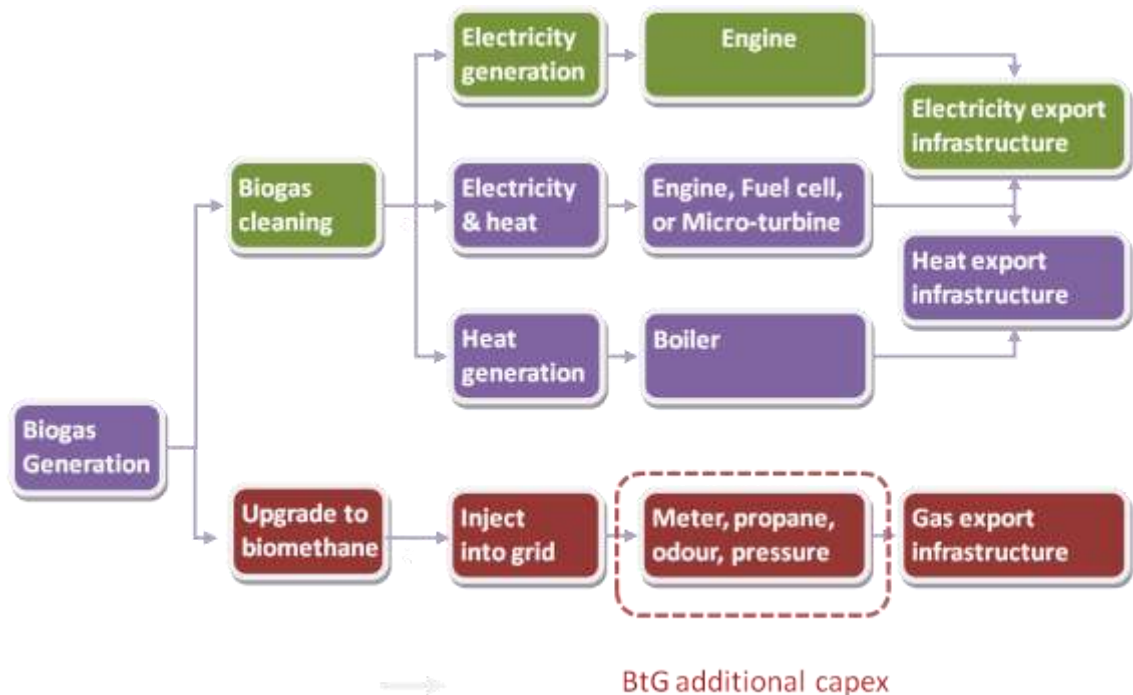 Electricity
generation
Engine
Electricity export
infrastructure
Biogas
cleaning
Electricity
& heat
Engine, Fuel cell,
or Micro-turbine
Heat export
infrastructure
Heat
generation
Boiler
Biogas
Generation
Upgrade to
biomethane
Inject
into grid
Meter, propane,
odour, pressure
Gas export
infrastructure
BtG additional capex